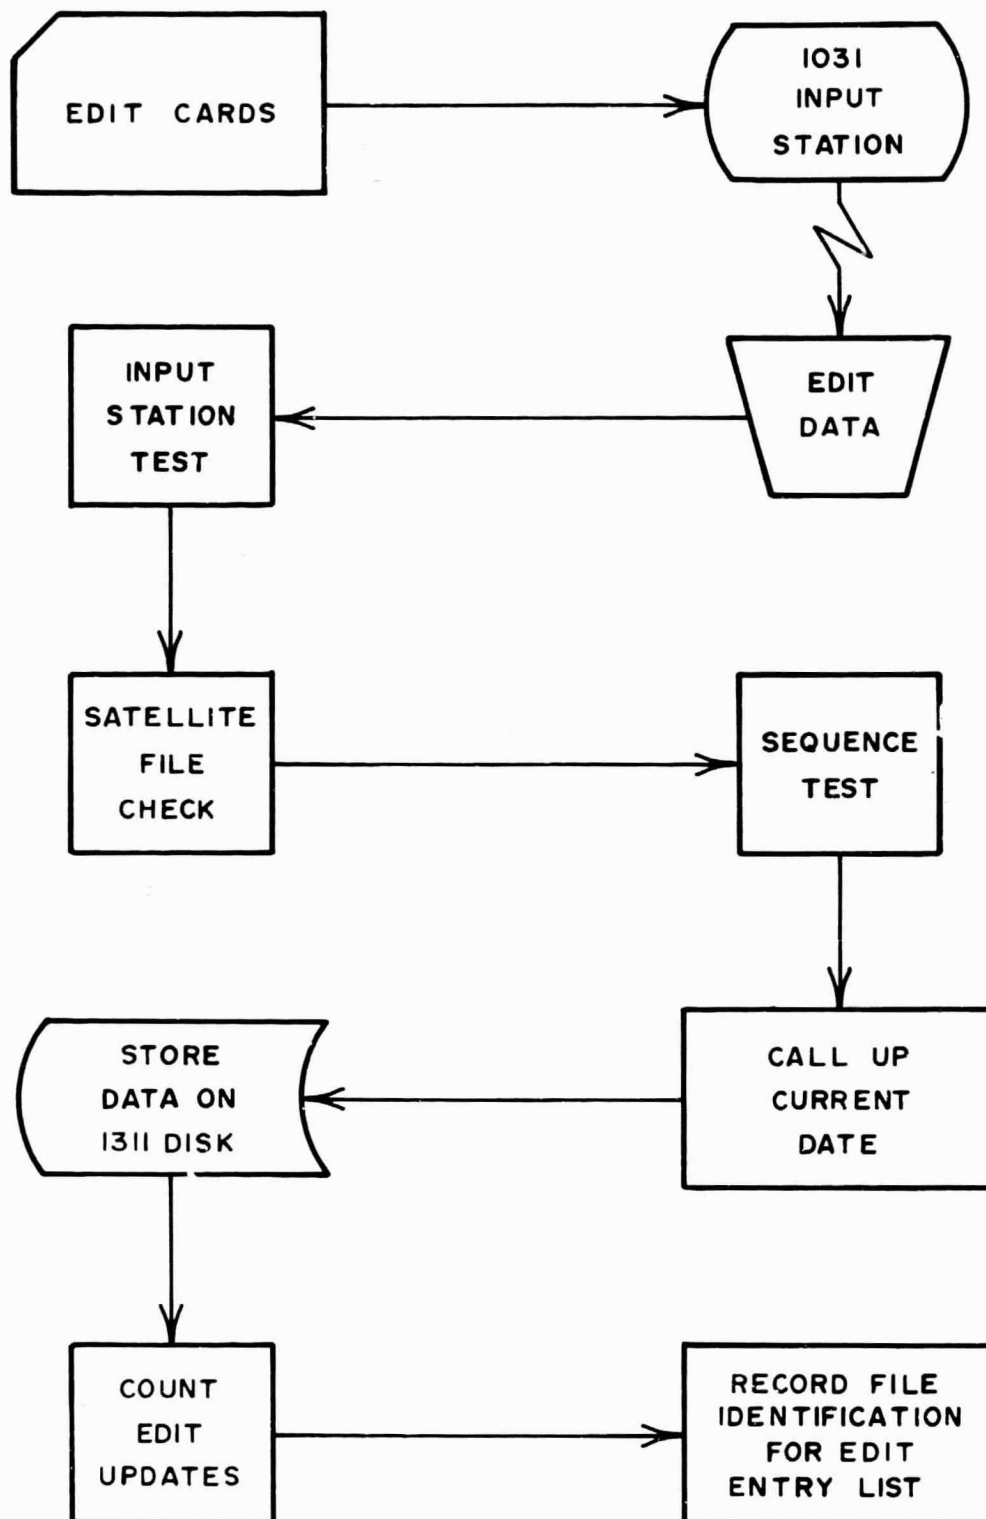 EDIT CARDS
1031
INPUT
STATION
EDIT
DATA
INPUT
STATION
TEST
SATELLITE
FILE
CHECK
SEQUENCE
TEST
CALL UP
CURRENT
DATE
STORE
DATA ON
1311 DISK
COUNT
EDIT
UPDATES
RECORD FILE
IDENTIFICATION
FOR EDIT
ENTRY LIST